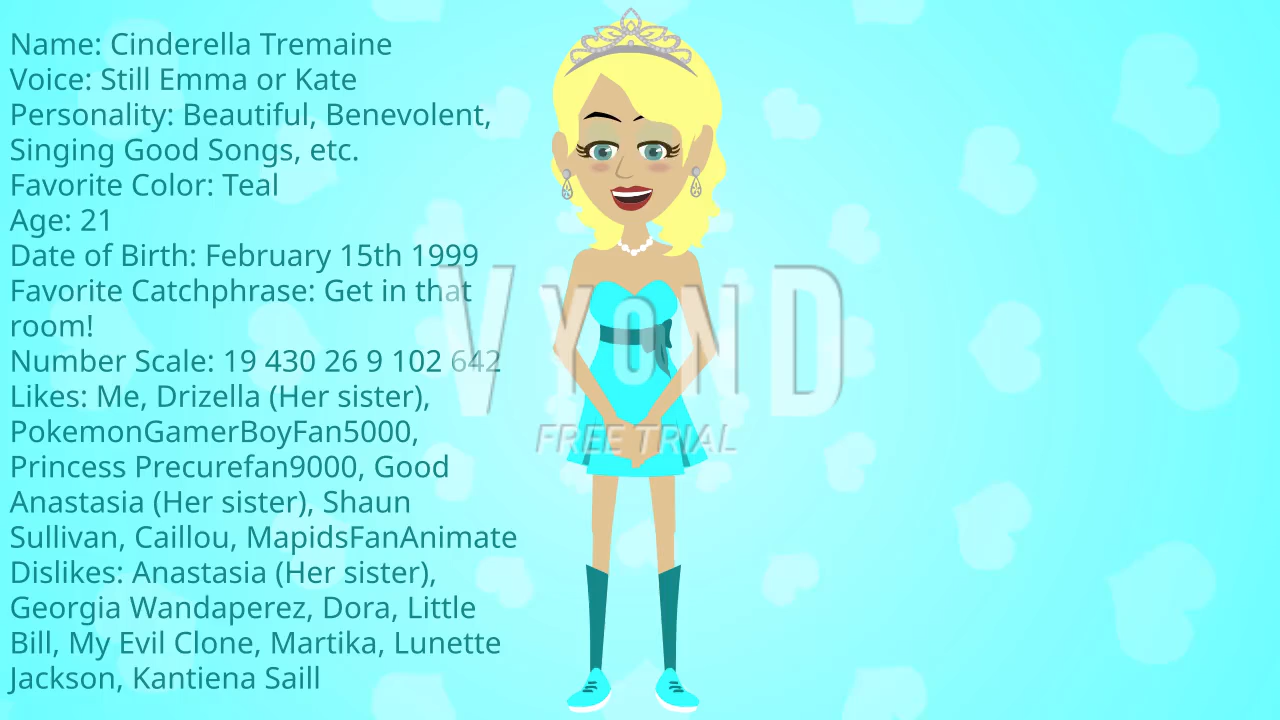 Name: Cinderella Tremaine
Voice: Still Emma or Kate
Personality: Beautiful, Benevolent,
Singing Good Songs, etc.
Favorite Color: Teal
Age: 21
Date of Birth: February 15th 1999
Favorite Catchphrase: Get in that
room!
Number Scale: 19 430 26 9 102 642
Likes: Me, Drizella (Her sister),
PokemonGamerBoyFan5000,
Princess Precurefan9000, Good
Anastasia (Her sister), Shaun
Sullivan, Caillou, MapidsFanAnimate
Dislikes: Anastasia (Her sister),
Georgia Wandaperez, Dora, Little
Bill, My Evil Clone, Martika, Lunette
Jackson, Kantiena Saill
VYOND
FREE TRIAL